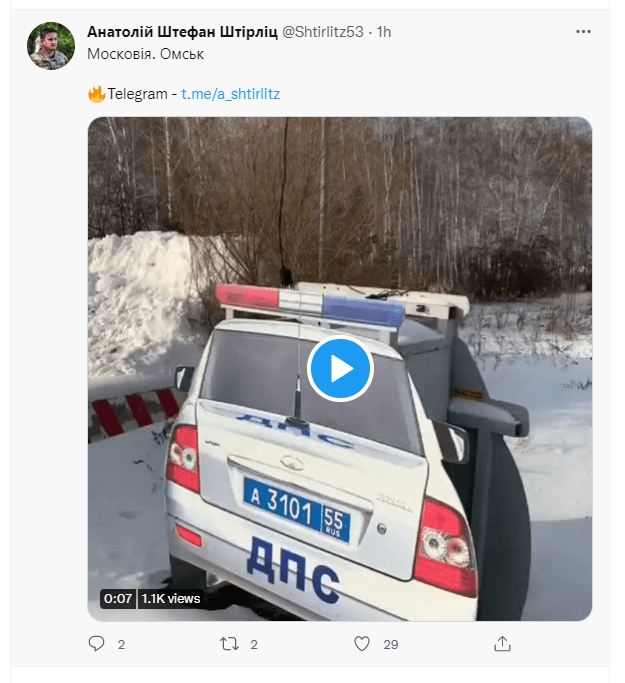 Анатолій Штефан Штірліц @Shtirlitz53 · 1h
Московія. Омськ
🔥Telegram - t.me/a_shtirlitz
ДПС
А 3101 55
RUS
ДПС
0:07 1.1K views
2 2 29